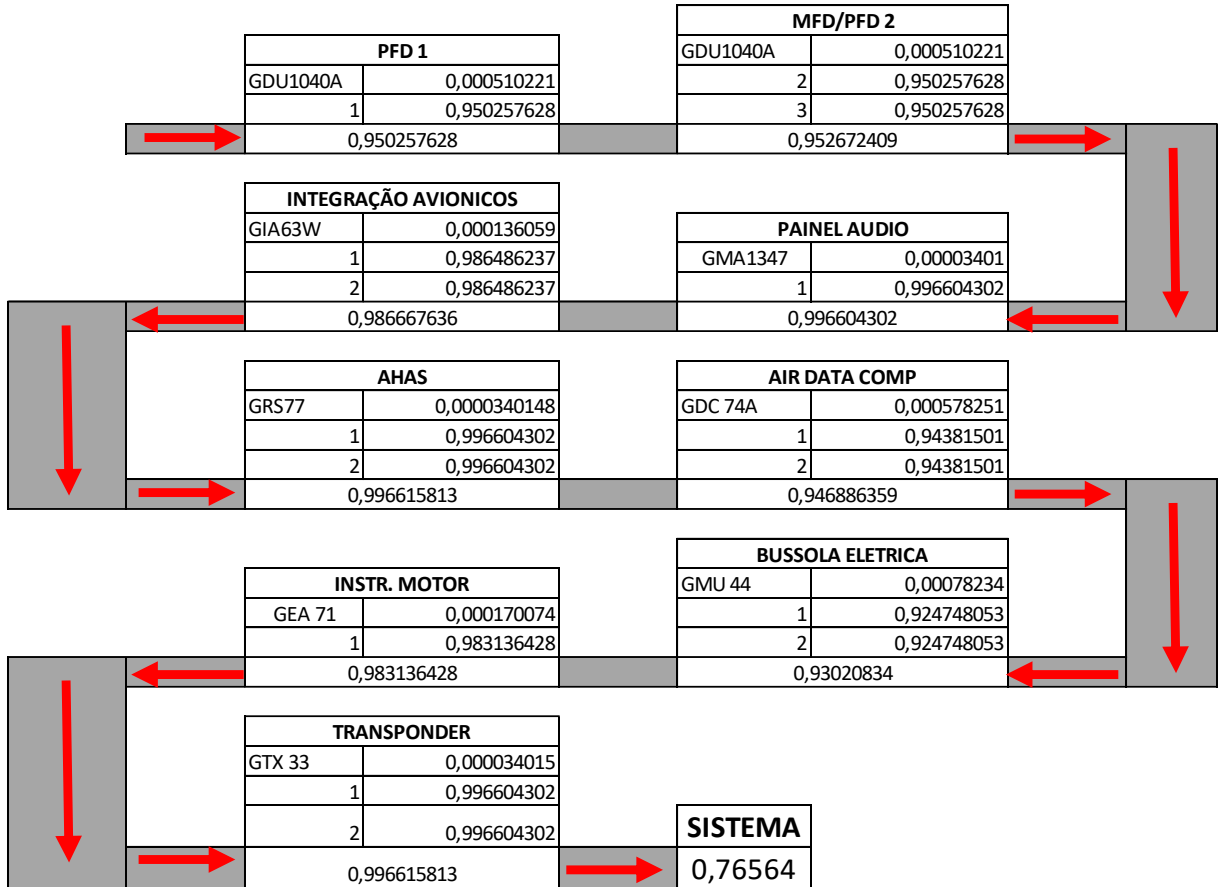 PFD 1
GDU1040A 0,000510221
1 0,950257628
0,950257628
MFD/PFD 2
GDU1040A 0,000510221
2 0,950257628
3 0,950257628
0,952672409
INTEGRAÇÃO AVIONICOS
GIA63W 0,000136059
1 0,986486237
2 0,986486237
0,986667636
PAINEL AUDIO
GMA1347 0,00003401
1 0,996604302
0,996604302
AHAS
GRS77 0,0000340148
1 0,996604302
2 0,996604302
0,996615813
AIR DATA COMP
GDC 74A 0,000578251
1 0,94381501
2 0,94381501
0,946886359
INSTR. MOTOR
GEA 71 0,000170074
1 0,983136428
0,983136428
BUSSOLA ELETRICA
GMU 44 0,00078234
1 0,924748053
2 0,924748053
0,93020834
TRANSPONDER
GTX 33 0,000034015
1 0,996604302
2 0,996604302
0,996615813
SISTEMA
0,76564